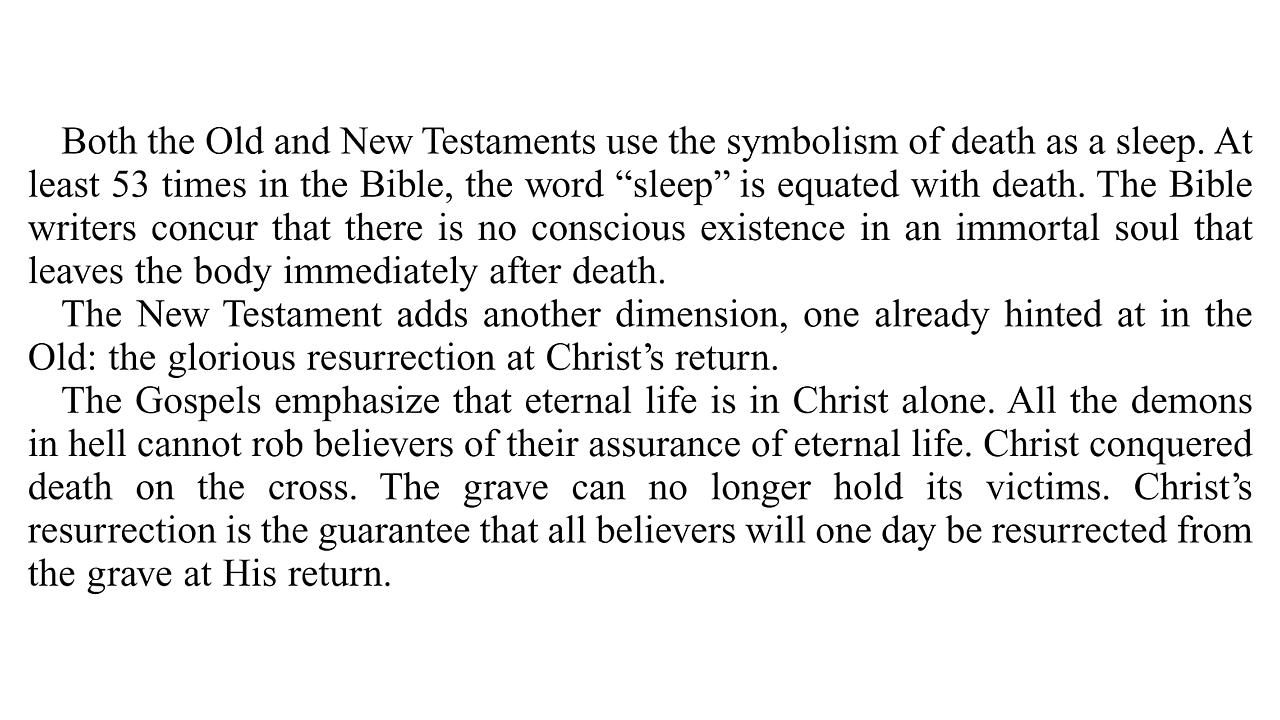 Both the Old and New Testaments use the symbolism of death as a sleep. At
least 53 times in the Bible, the word “sleep” is equated with death. The Bible
writers concur that there is no conscious existence in an immortal soul that
leaves the body immediately after death.
The New Testament adds another dimension, one already hinted at in the
Old: the glorious resurrection at Christ’s return.
The Gospels emphasize that eternal life is in Christ alone. All the demons
in hell cannot rob believers of their assurance of eternal life. Christ conquered
death on the cross. The grave can no longer hold its victims. Christ’s
resurrection is the guarantee that all believers will one day be resurrected from
the grave at His return.